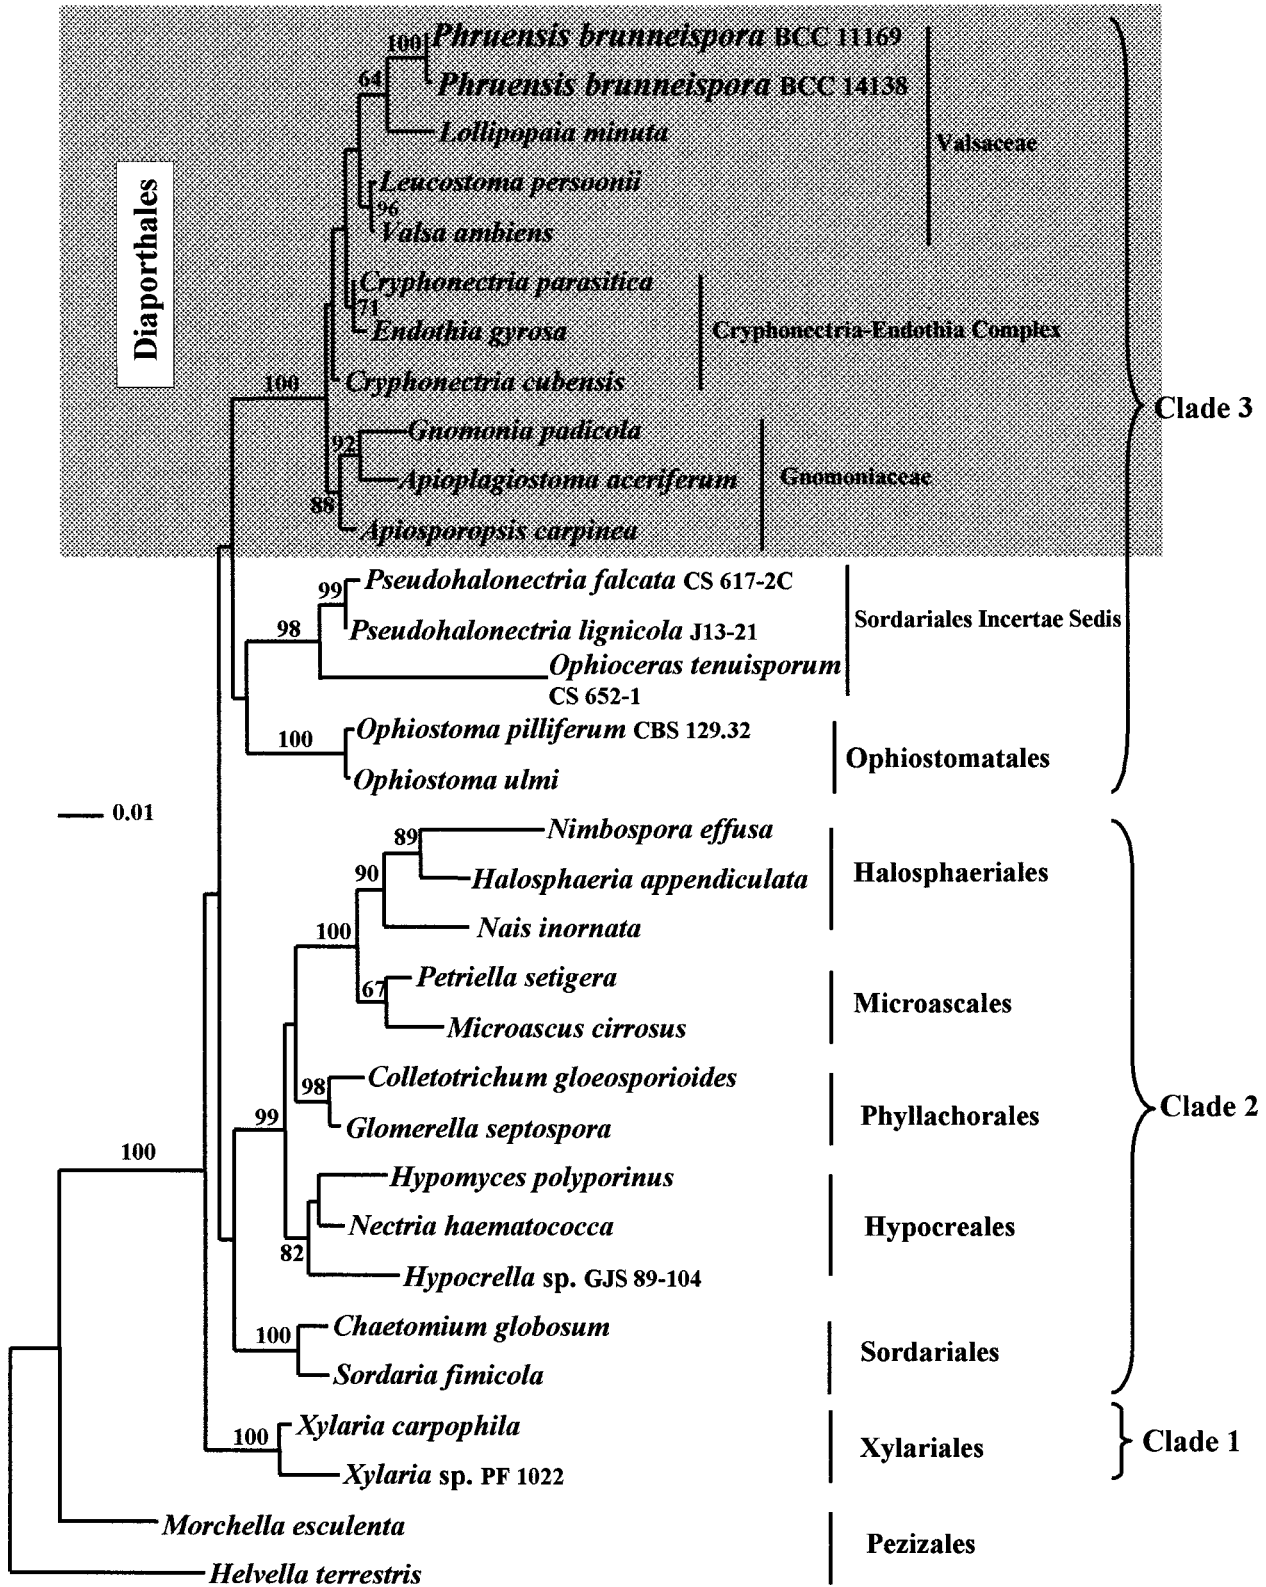 100 Phruensis brunneispora BCC 11169
64 Phruensis brunneispora BCC 14138
Lollipopaia minuta
Valsaceae
Leucostoma persoonii
96
Valsa ambiens
Diaporthales
Cryphonectria parasitica
71
Endothia gyrosa
Cryphonectria-Endothia Complex
100 Cryphonectria cubensis
Clade 3
92 Gnomonia padicola
Apioplagiostoma aceriferum
Gnomoniaceae
88
Apiosporopsis carpinea
99 Pseudohalonectria falcata CS 617-2C
Sordariales Incertae Sedis
98 Pseudohalonectria lignicola J13-21
Ophioceras tenuisporum
CS 652-1
100 Ophiostoma pilliferum CBS 129.32
Ophiostomatales
Ophiostoma ulmi
0.01
89 Nimbospora effusa
90 Halosphaeria appendiculata
Halosphaeriales
100 Nais inornata
Petriella setigera
67
Microascales
Microascus cirrosus
98 Colletotrichum gloeosporioides
99 Glomerella septospora
Phyllachorales
Clade 2
100
Hypomyces polyporinus
Nectria haematococca
Hypocreales
82
Hypocrella sp. GJS 89-104
100 Chaetomium globosum
Sordariales
Sordaria fimicola
Xylaria carpophila
100
Xylariales
Clade 1
Xylaria sp. PF 1022
Morchella esculenta
Pezizales
Helvella terrestris